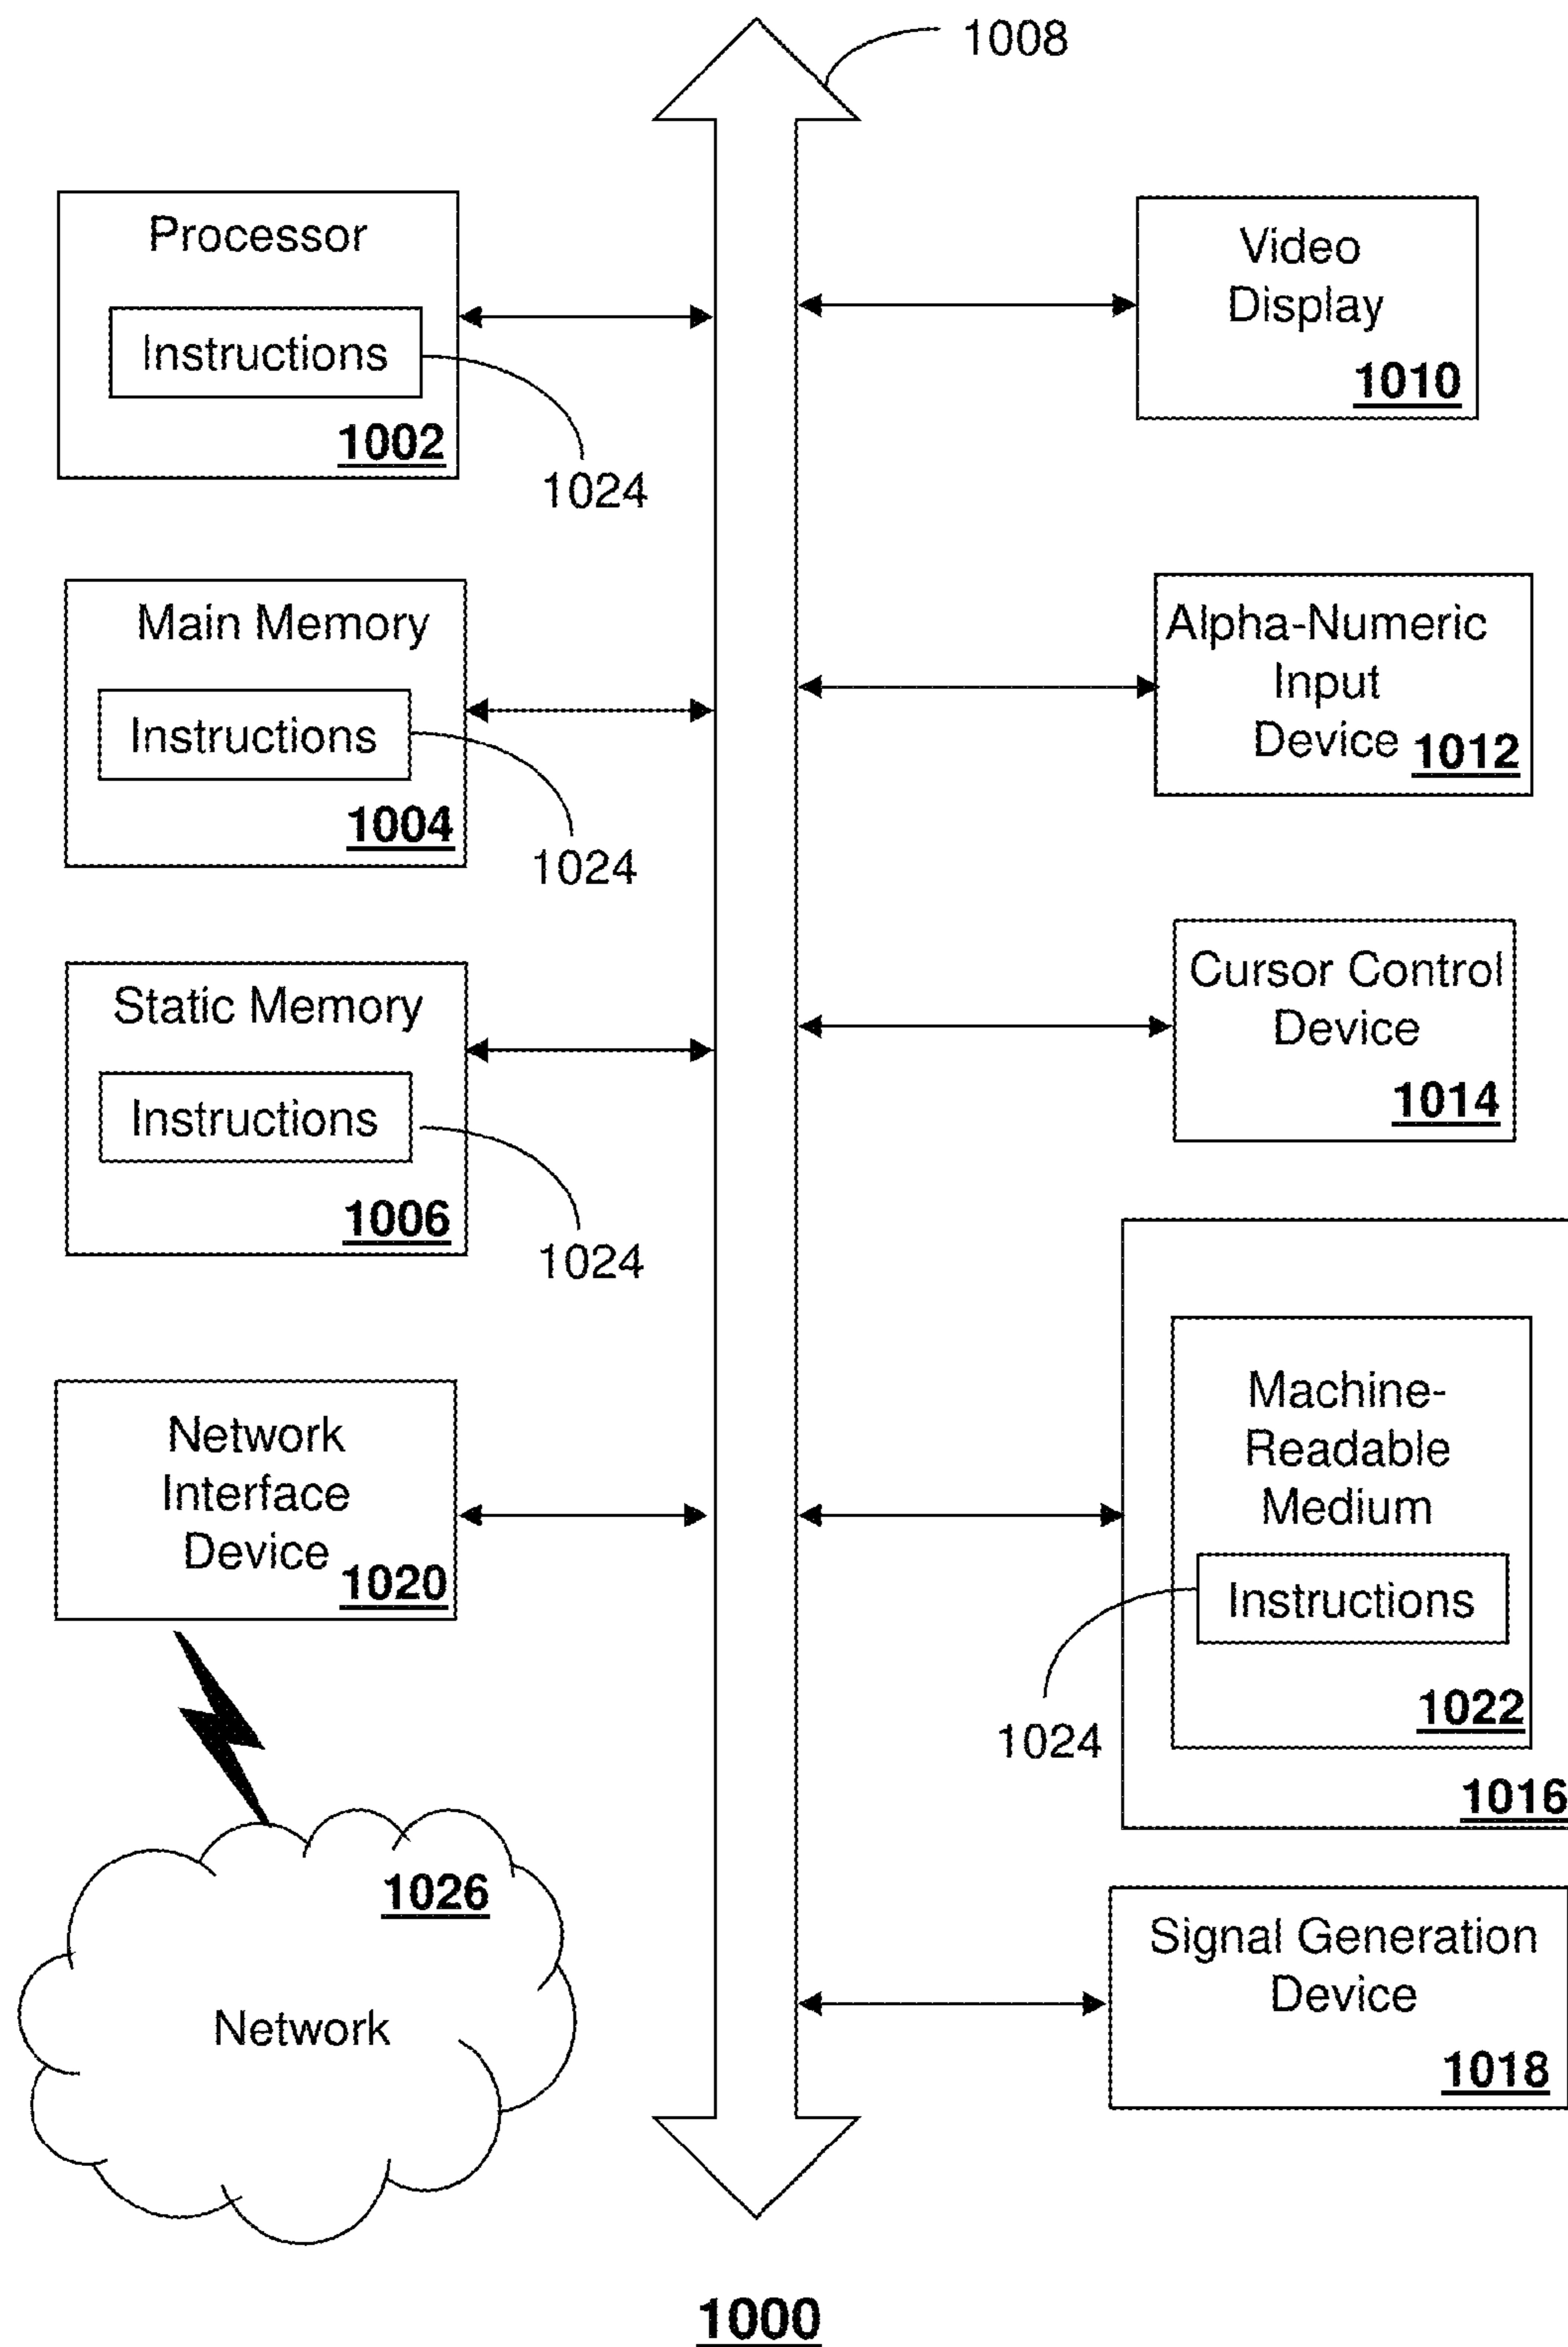 1008
Processor
Instructions
1002
1024
Video
Display
1010
Main Memory
Instructions
1004
1024
Alpha-Numeric
Input
Device 1012
Static Memory
Instructions
1006
1024
Cursor Control
Device
1014
Network
Interface
Device 1020
Machine-
Readable
Medium
Instructions
1022
1024
1016
1026
Network
Signal Generation
Device
1018
1000